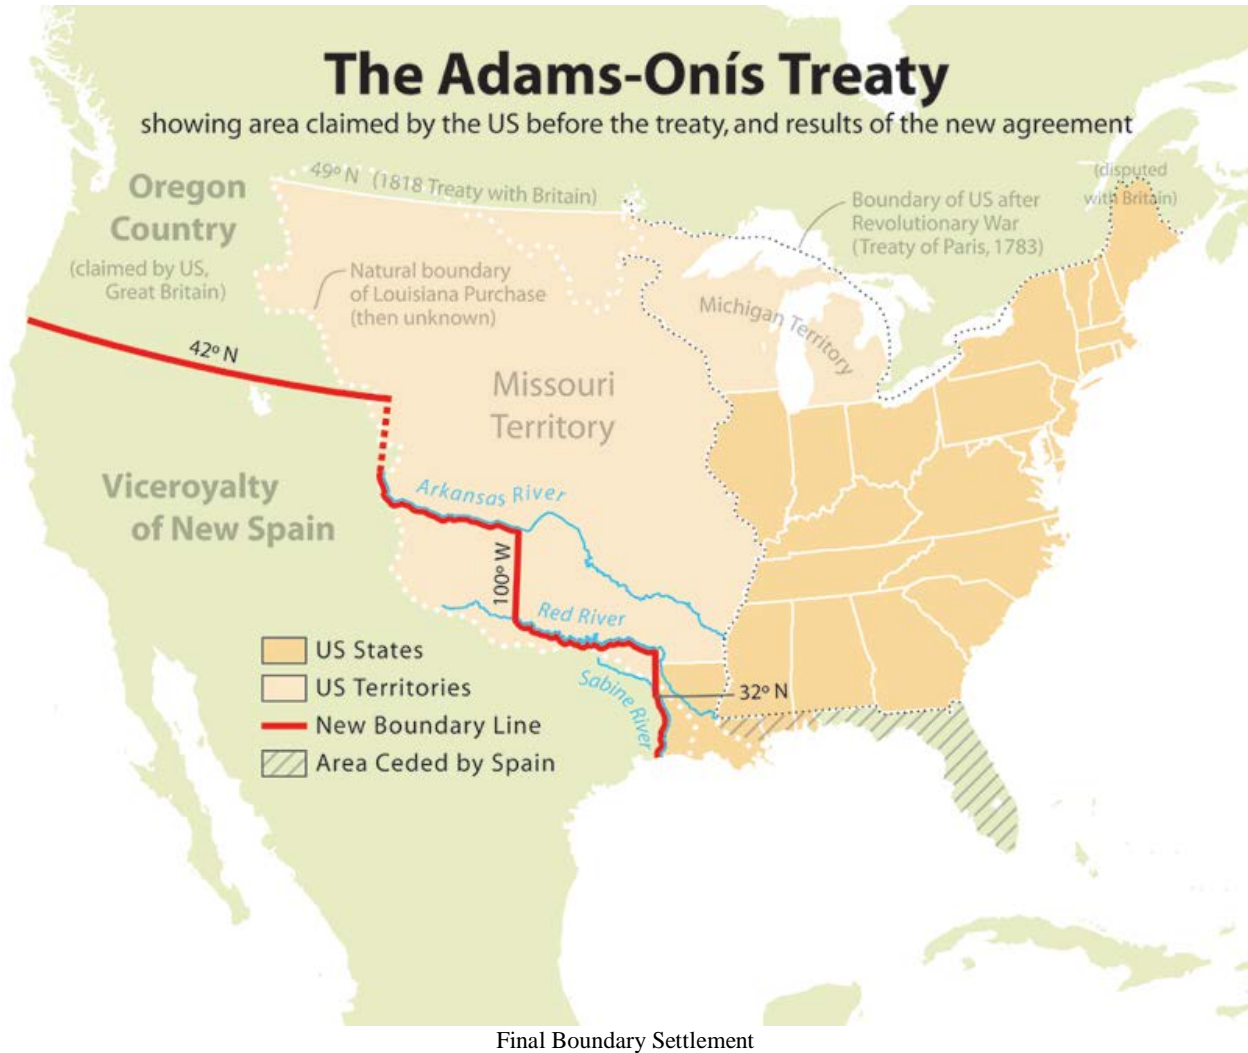 The Adams-Onís Treaty
showing area claimed by the US before the treaty, and results of the new agreement
49º N (1818 Treaty with Britain)
(disputed
with Britain)
Oregon
Country
(claimed by US,
Great Britain)
Boundary of US after
Revolutionary War
(Treaty of Paris, 1783)
Natural boundary
of Louisiana Purchase
(then unknown)
Michigan Territory
42º N
Missouri
Territory
Viceroyalty
of New Spain
Arkansas River
100º W
Red River
Sabine River
32º N
US States
US Territories
New Boundary Line
Area Ceded by Spain
Final Boundary Settlement